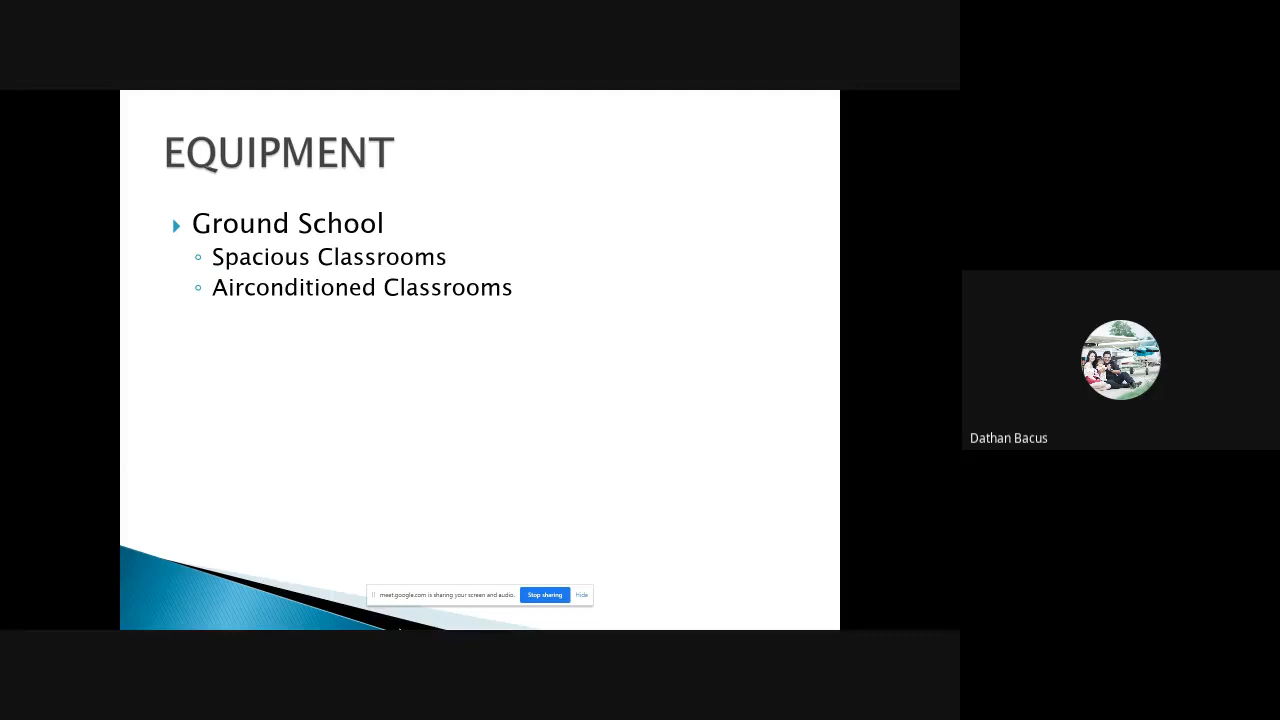 EQUIPMENT
Ground School
Spacious Classrooms
Airconditioned Classrooms
meet.google.com is sharing your screen and audio. Stop sharing Hide
Dathan Bacus